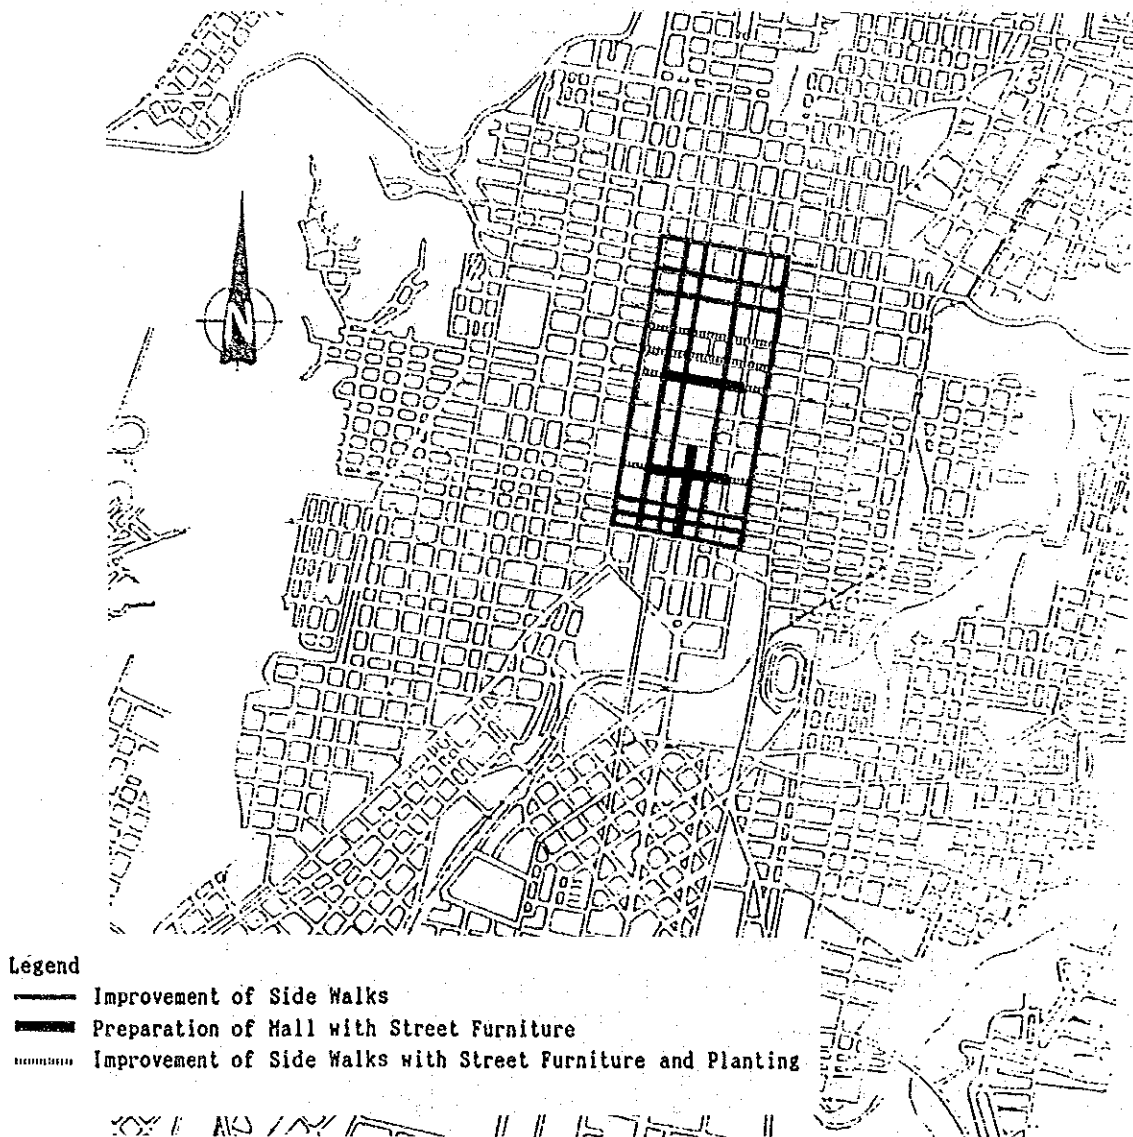 N
Legend
Improvement of Side Walks
Preparation of Mall with Street Furniture
Improvement of Side Walks with Street Furniture and Planting